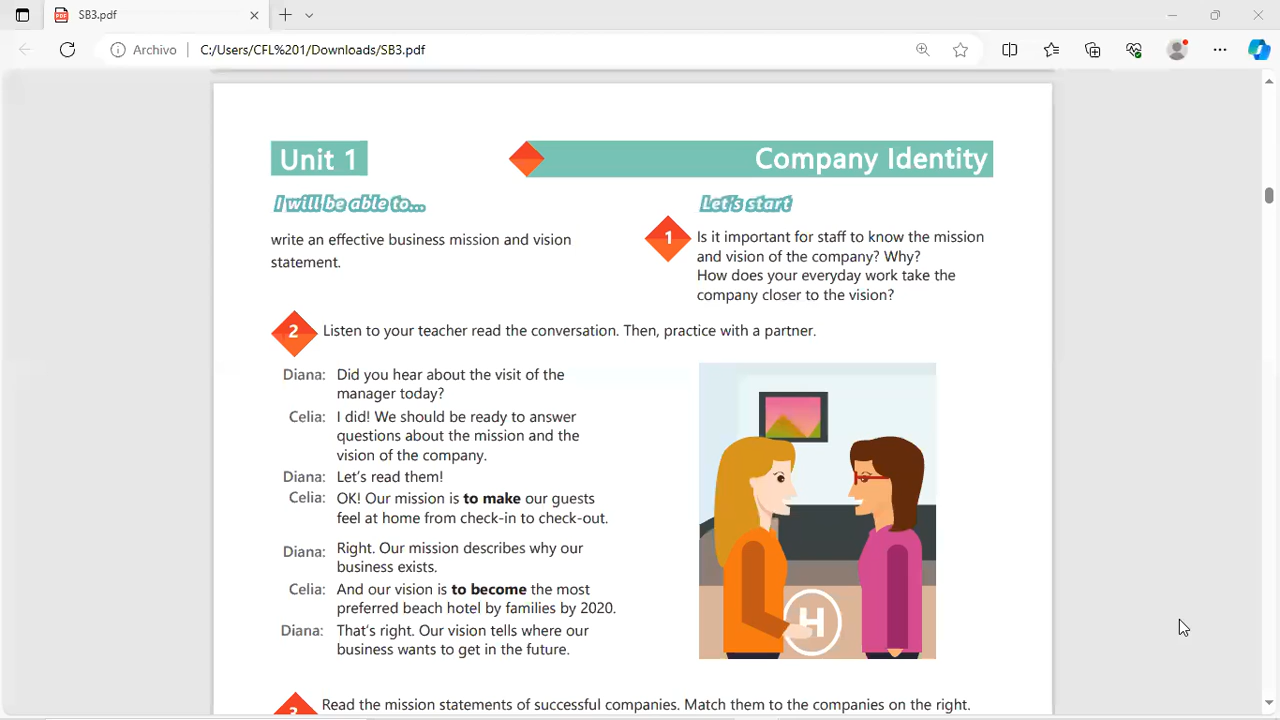 SB3.pdf
Archivo
C:/Users/CFL%201/Downloads/SB3.pdf
Unit 1
Company Identity
I will be able to...
write an effective business mission and vision
statement.
Let's start
1
Is it important for staff to know the mission
and vision of the company? Why?
How does your everyday work take the
company closer to the vision?
2 Listen to your teacher read the conversation. Then, practice with a partner.
Diana: Did you hear about the visit of the
manager today?
Celia: I did! We should be ready to answer
questions about the mission and the
vision of the company.
Diana: Let's read them!
Celia: OK! Our mission is to make our guests
feel at home from check-in to check-out.
Diana: Right. Our mission describes why our
business exists.
Celia: And our vision is to become the most
preferred beach hotel by families by 2020.
Diana: That's right. Our vision tells where our
business wants to get in the future.
H
3 Read the mission statements of successful companies. Match them to the companies on the right.